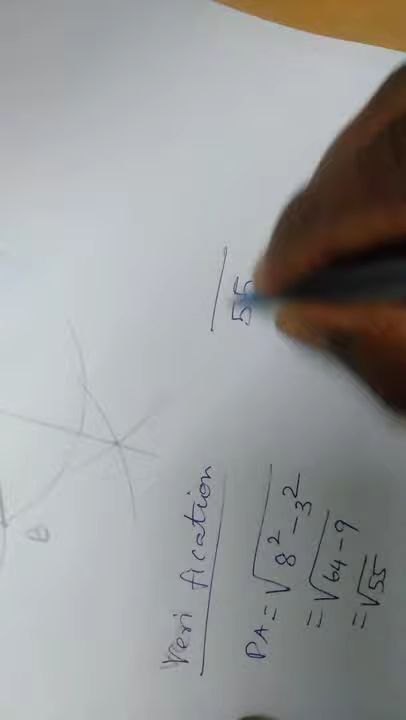 Verification
PA = √8² - 3²
= √64 - 9
= √55
55
B